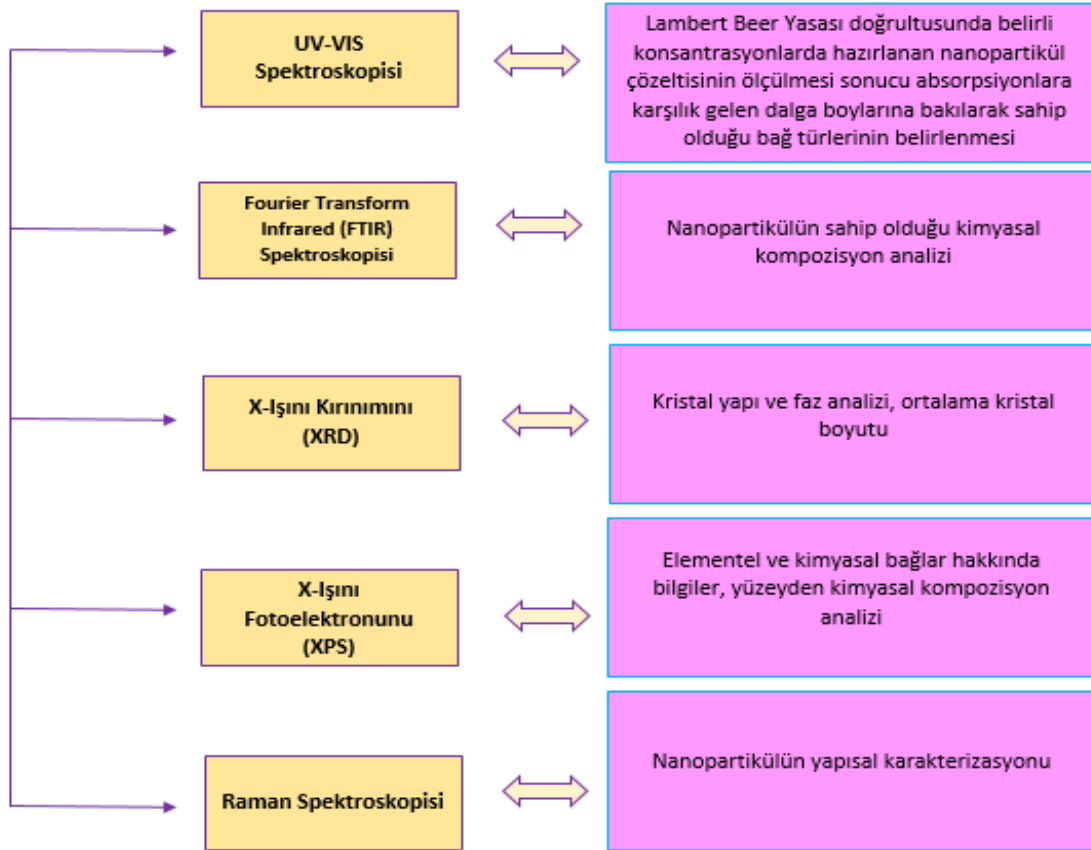 UV-VIS
Spektroskopisi
Lambert Beer Yasası doğrultusunda belirli
konsantrasyonlarda hazırlanan nanopartikül
çözeltisinin ölçülmesi sonucu absorpsiyonlara
karşılık gelen dalga boylarına bakılarak sahip
olduğu bağ türlerinin belirlenmesi
Fourier Transform
Infrared (FTIR)
Spektroskopisi
Nanopartikülün sahip olduğu kimyasal
kompozisyon analizi
X-Işını Kırınımını
(XRD)
Kristal yapı ve faz analizi, ortalama kristal
boyutu
X-Işını
Fotoelektronunu
(XPS)
Elementel ve kimyasal bağlar hakkında
bilgiler, yüzeyden kimyasal kompozisyon
analizi
Raman Spektroskopisi
Nanopartikülün yapısal karakterizasyonu